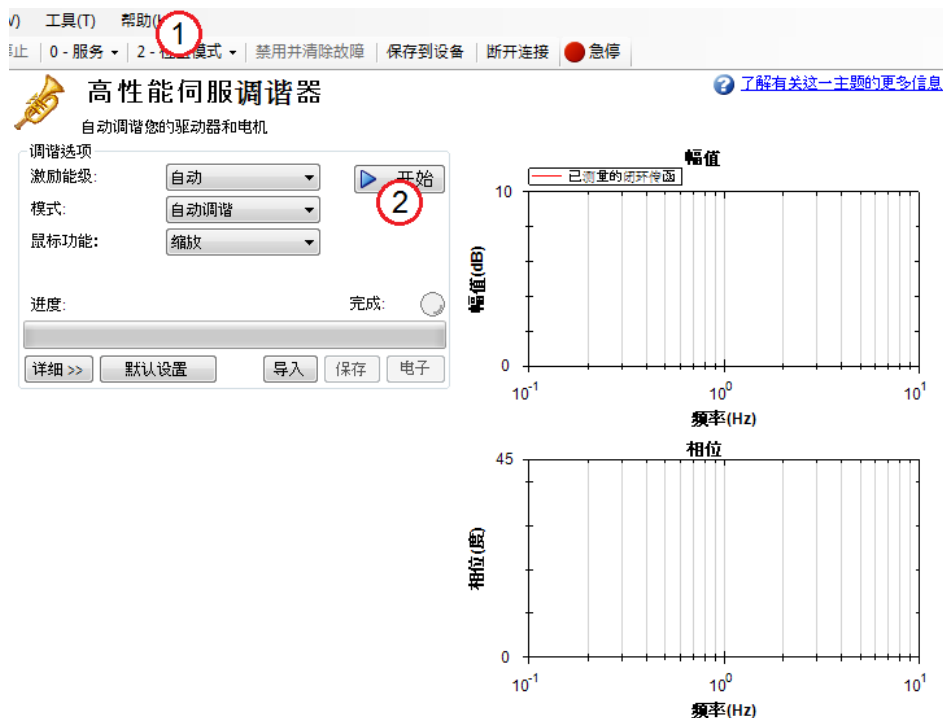 工具(T) 帮助(
1
0 - 服务 2 - 模式 禁用并清除故障 保存到设备 断开连接 急停
高性能伺服调谐器
了解有关这一主题的更多信息
自动调谐您的驱动器和电机
调谐选项
激励能级: 自动 开始
2
模式: 自动调谐
鼠标功能: 缩放
进度: 完成:
详细 >> 默认设置 导入 保存 电子
幅值
已测量的闭环传函
10
幅值(dB)
0
10⁻¹ 10⁰ 10¹
频率(Hz)
相位
45
相位(度)
0
10⁻¹ 10⁰ 10¹
频率(Hz)